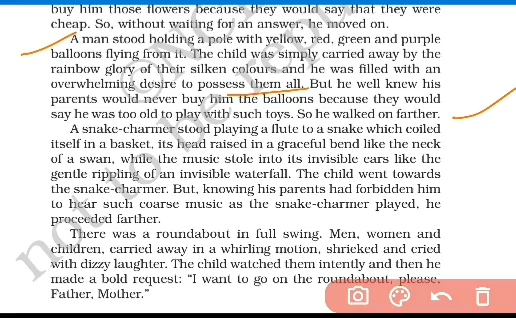 buy him those flowers because they would say that they were
cheap. So, without waiting for an answer, he moved on.
A man stood holding a pole with yellow, red, green and purple
balloons flying from it. The child was simply carried away by the
rainbow glory of their silken colours and he was filled with an
overwhelming desire to possess them all. But he well knew his
parents would never buy him the balloons because they would
say he was too old to play with such toys. So he walked on farther.
A snake-charmer stood playing a flute to a snake which coiled
itself in a basket, its head raised in a graceful bend like the neck
of a swan, while the music stole into its invisible ears like the
gentle rippling of an invisible waterfall. The child went towards
the snake-charmer. But, knowing his parents had forbidden him
to hear such coarse music as the snake-charmer played, he
proceeded farther.
There was a roundabout in full swing. Men, women and
children, carried away in a whirling motion, shrieked and cried
with dizzy laughter. The child watched them intently and then he
made a bold request: “I want to go on the roundabout, please,
Father, Mother.”
not to be rep